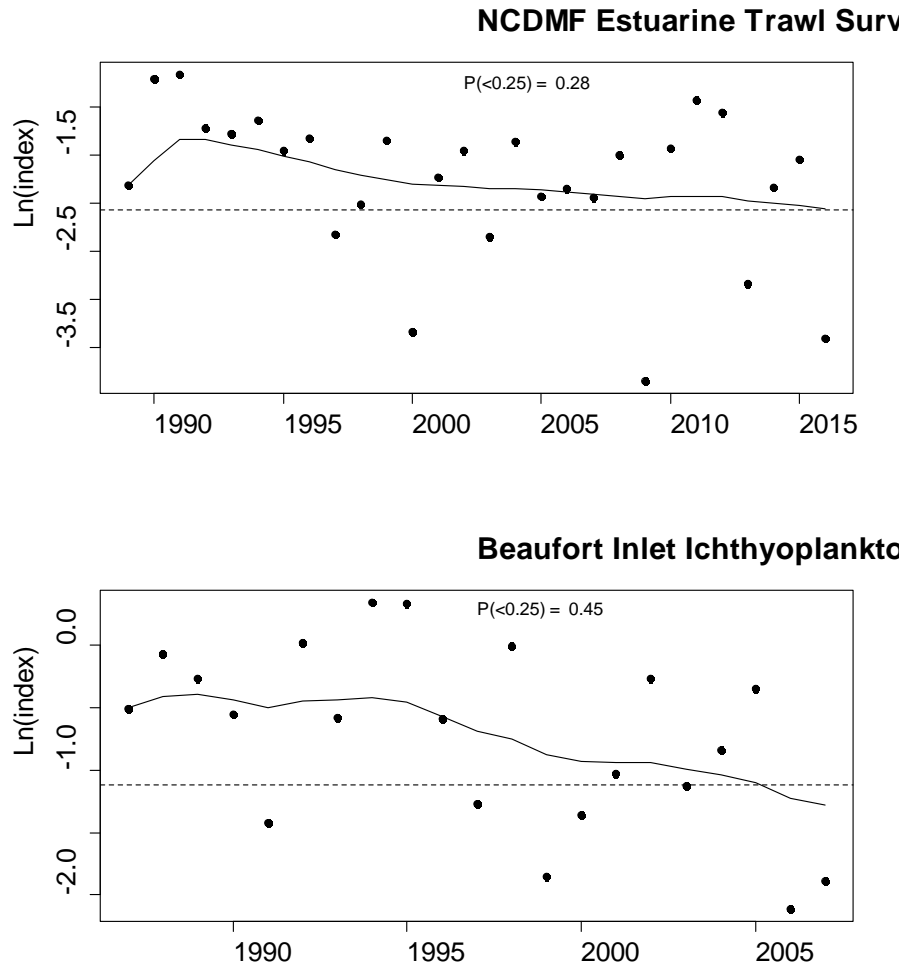 NCDMF Estuarine Trawl Surv
P(<0.25) = 0.28
Ln(index)
-1.5
-2.5
-3.5
1990 1995 2000 2005 2010 2015
Beaufort Inlet Ichthyoplankto
P(<0.25) = 0.45
Ln(index)
0.0
-1.0
-2.0
1990 1995 2000 2005